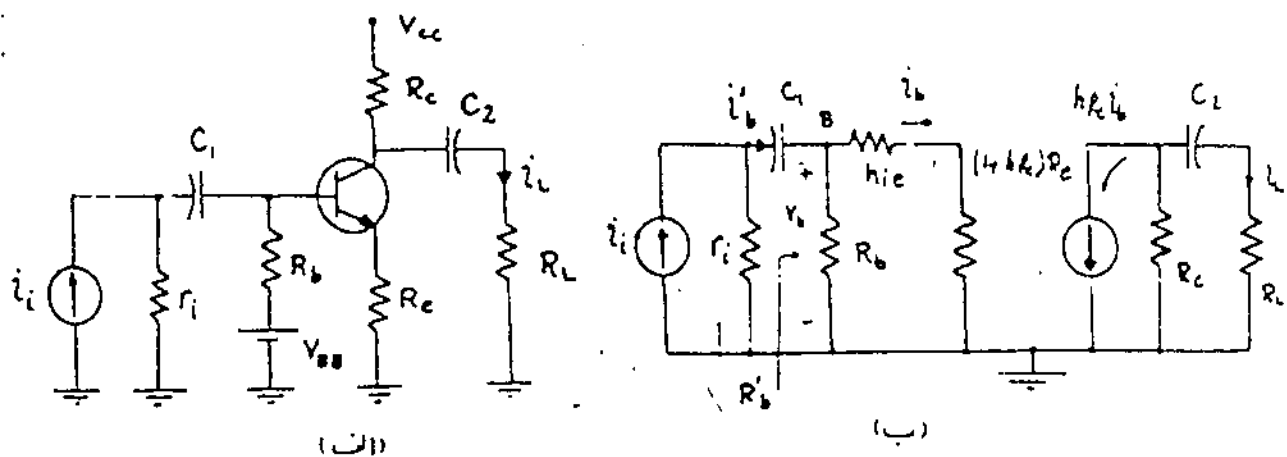 Vcc
Rc
C2
C1
iL
ii
ri
Rb
VBB
Re
RL
(الف)
i'b
C1
B
ib
hie
(1+hfe)Re
hfe ib
C2
iL
ii
ri
+
vb
-
Rb
Rc
RL
R'b
(ب)